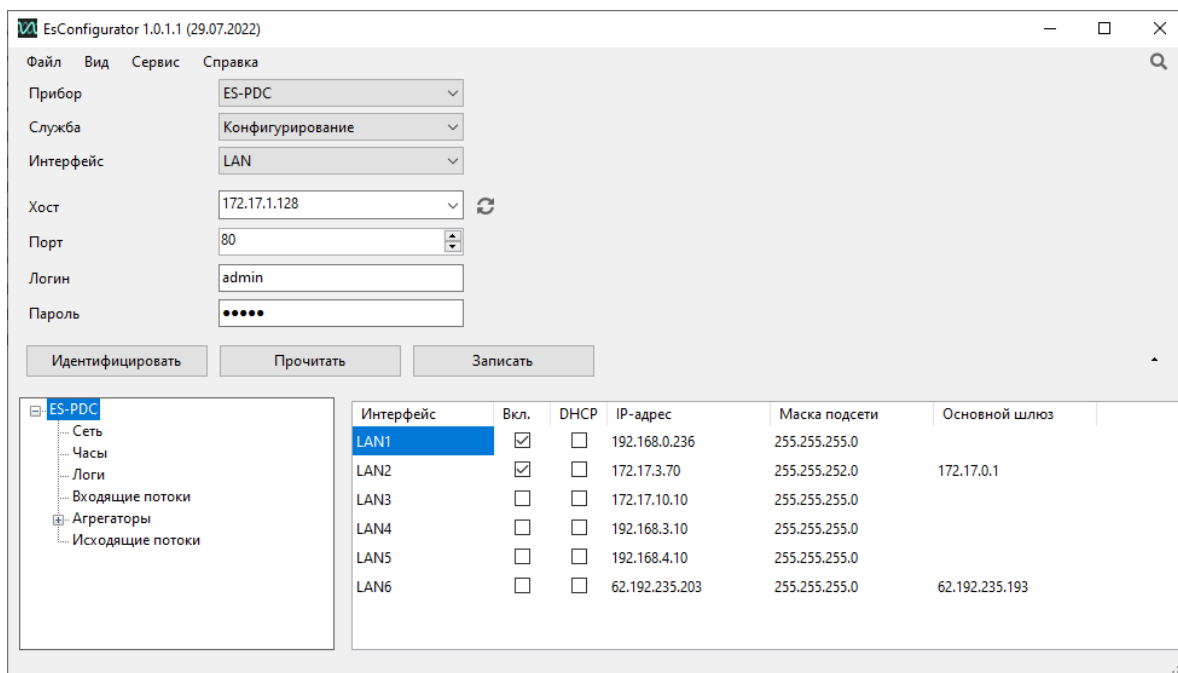 EsConfigurator 1.0.1.1 (29.07.2022)
Файл Вид Сервис Справка
Прибор ES-PDC
Служба Конфигурирование
Интерфейс LAN
Хост 172.17.1.128
Порт 80
Логин admin
Пароль •••••
Идентифицировать Прочитать Записать
ES-PDC
Сеть
Часы
Логи
Входящие потоки
Агрегаторы
Исходящие потоки
Интерфейс Вкл. DHCP IP-адрес Маска подсети Основной шлюз
LAN1 192.168.0.236 255.255.255.0
LAN2 172.17.3.70 255.255.252.0 172.17.0.1
LAN3 172.17.10.10 255.255.255.0
LAN4 192.168.3.10 255.255.255.0
LAN5 192.168.4.10 255.255.255.0
LAN6 62.192.235.203 255.255.255.0 62.192.235.193